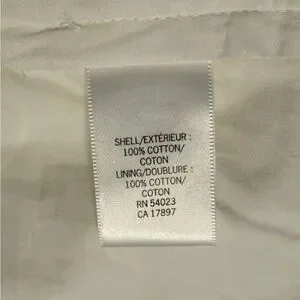 SHELL/EXTÉRIEUR :
100% COTTON/
COTON
LINING/DOUBLURE :
100% COTTON/
COTON
RN 54023
CA 17897